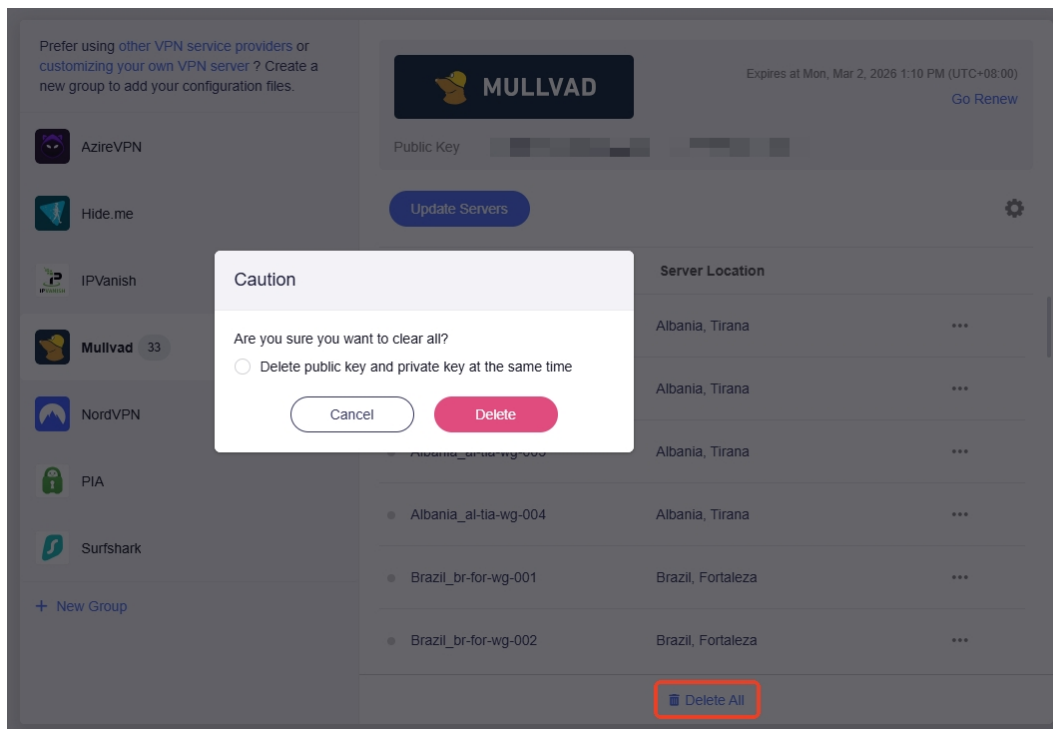 Prefer using other VPN service providers or
customizing your own VPN server ? Create a
new group to add your configuration files.
AzireVPN
Hide.me
IPVanish
IPVANISH
Mullvad 33
NordVPN
PIA
Surfshark
+ New Group
MULLVAD
Expires at Mon, Mar 2, 2026 1:10 PM (UTC+08:00)
Go Renew
Public Key
Update Servers
Server Location
Albania, Tirana
Albania, Tirana
Albania, Tirana
Albania_al-tia-wg-004 Albania, Tirana
Brazil_br-for-wg-001 Brazil, Fortaleza
Brazil_br-for-wg-002 Brazil, Fortaleza
Delete All
Caution
Are you sure you want to clear all?
Delete public key and private key at the same time
Cancel Delete